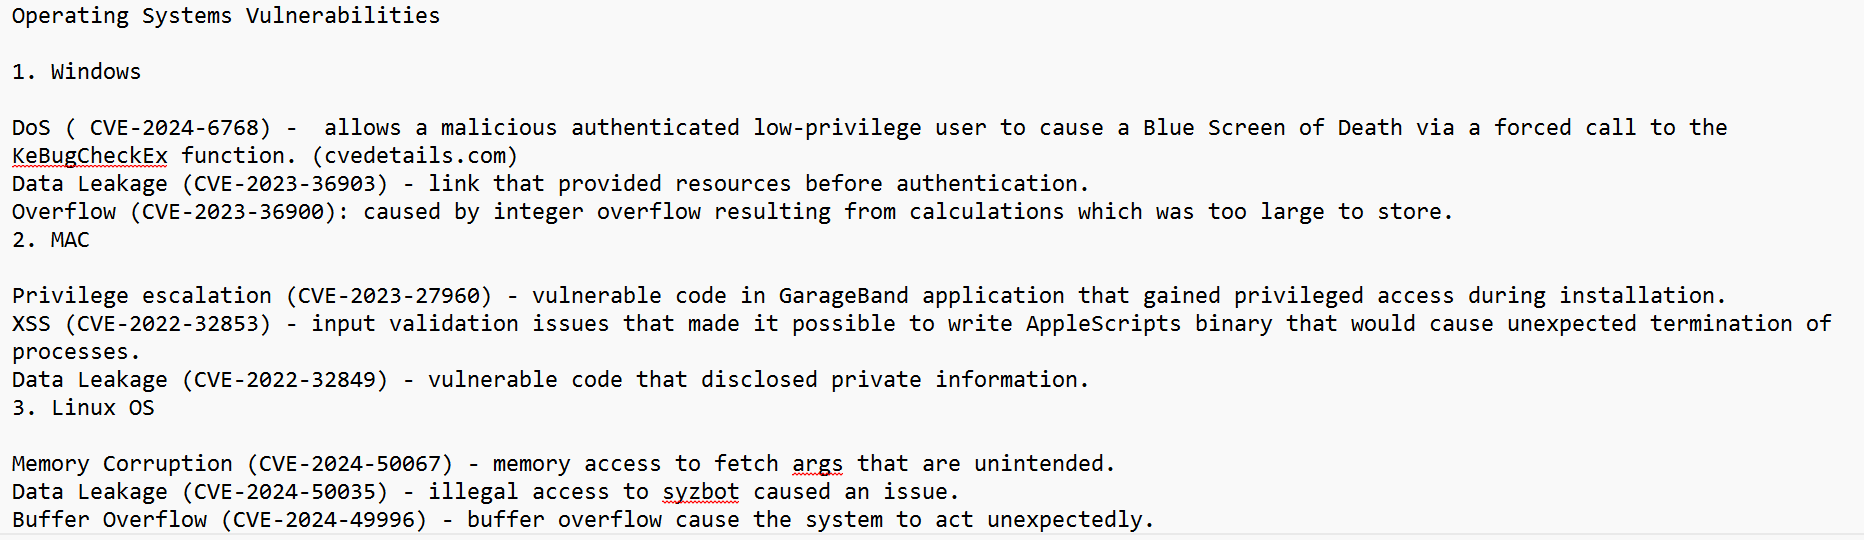 Operating Systems Vulnerabilities
1. Windows
DoS ( CVE-2024-6768) -  allows a malicious authenticated low-privilege user to cause a Blue Screen of Death via a forced call to the
KeBugCheckEx function. (cvedetails.com)
Data Leakage (CVE-2023-36903) - link that provided resources before authentication.
Overflow (CVE-2023-36900): caused by integer overflow resulting from calculations which was too large to store.
2. MAC
Privilege escalation (CVE-2023-27960) - vulnerable code in GarageBand application that gained privileged access during installation.
XSS (CVE-2022-32853) - input validation issues that made it possible to write AppleScripts binary that would cause unexpected termination of
processes.
Data Leakage (CVE-2022-32849) - vulnerable code that disclosed private information.
3. Linux OS
Memory Corruption (CVE-2024-50067) - memory access to fetch args that are unintended.
Data Leakage (CVE-2024-50035) - illegal access to syzbot caused an issue.
Buffer Overflow (CVE-2024-49996) - buffer overflow cause the system to act unexpectedly.